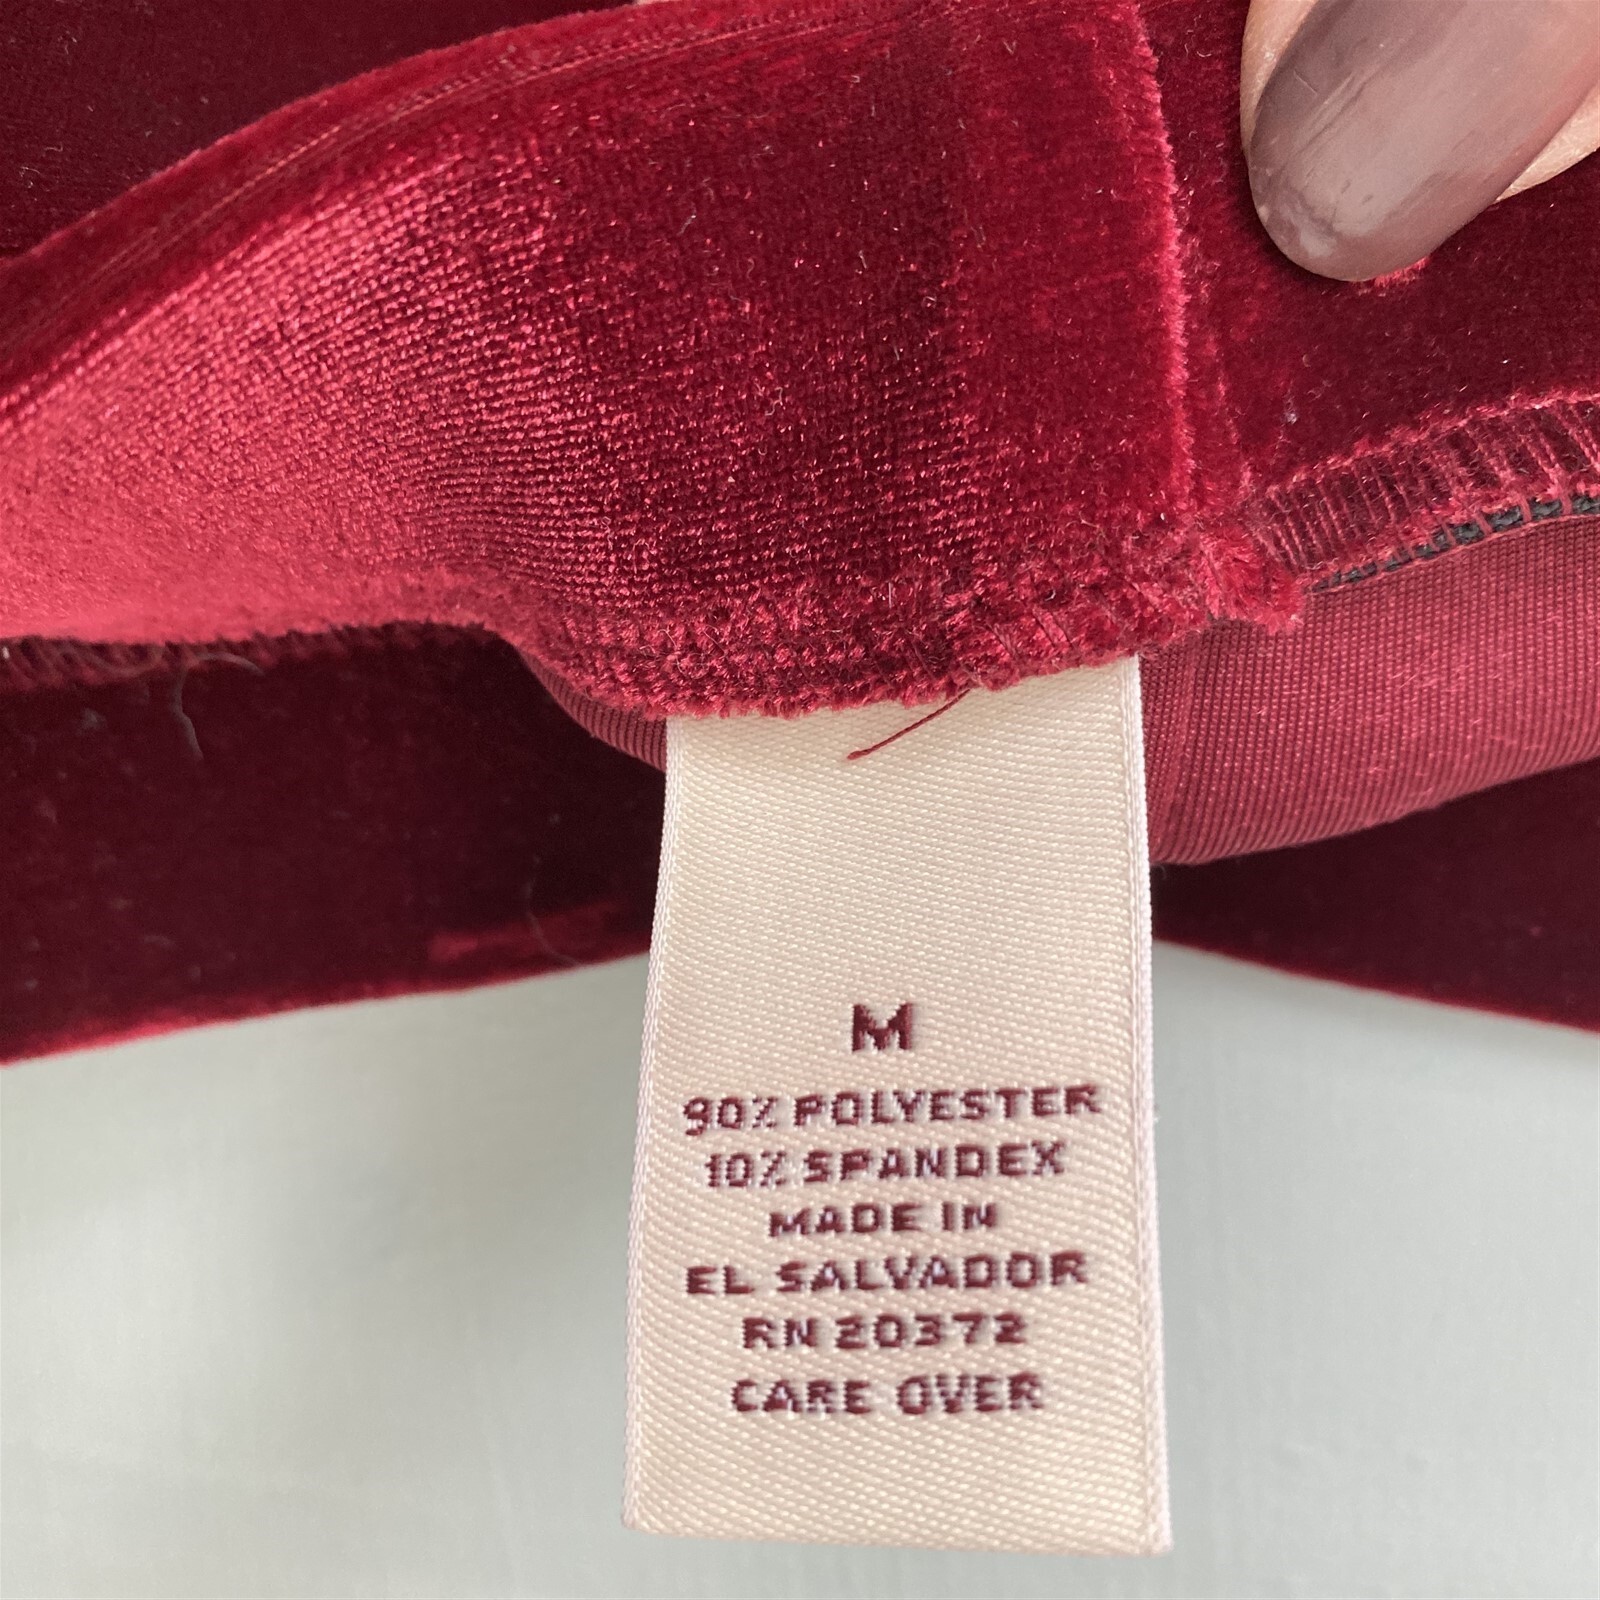 M
90% POLYESTER
10% SPANDEX
MADE IN
EL SALVADOR
RN 20372
CARE OVER